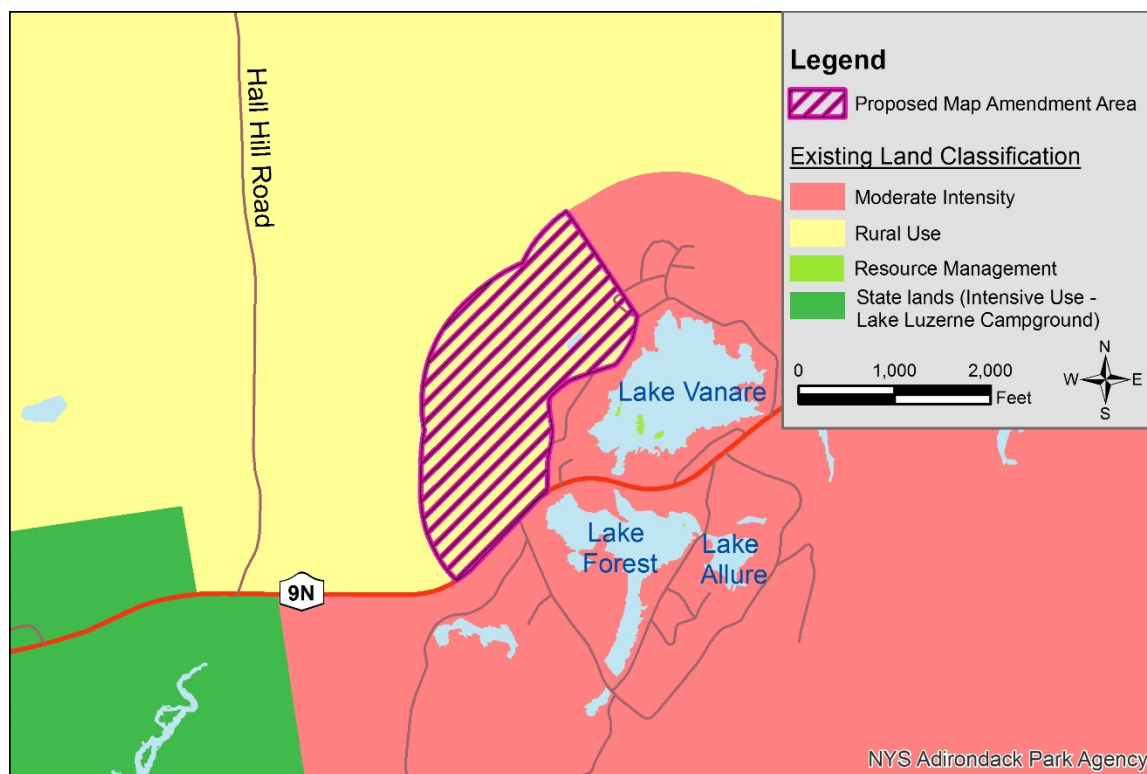 Legend
Proposed Map Amendment Area
Existing Land Classification
Moderate Intensity
Rural Use
Resource Management
State lands (Intensive Use -
Lake Luzerne Campground)
0 1,000 2,000
Feet
N
W E
S
Hall Hill Road
Lake Vanare
Lake
Forest
Lake
Allure
9N
NYS Adirondack Park Agency